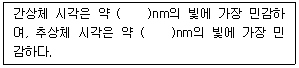 간상체 시각은 약 (    )nm의 빛에 가장 민감하
며, 추상체 시각은 약 (    )nm의 빛에 가장 민
감하다.